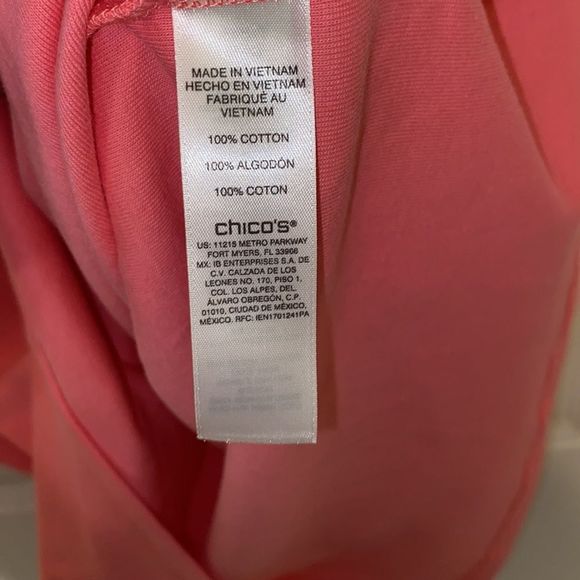 MADE IN VIETNAM
HECHO EN VIETNAM
FABRIQUÉ AU
VIETNAM
100% COTTON
100% ALGODÓN
100% COTON
chico's®
US: 11215 METRO PARKWAY
FORT MYERS, FL 33966
MX: IB ENTERPRISES S.A. DE
C.V. CALZADA DE LOS
LEONES NO. 170, PISO 1,
COL. LOS ALPES, DEL.
ÁLVARO OBREGÓN, C.P.
01010, CIUDAD DE MÉXICO,
MÉXICO. RFC: IEN1701241PA